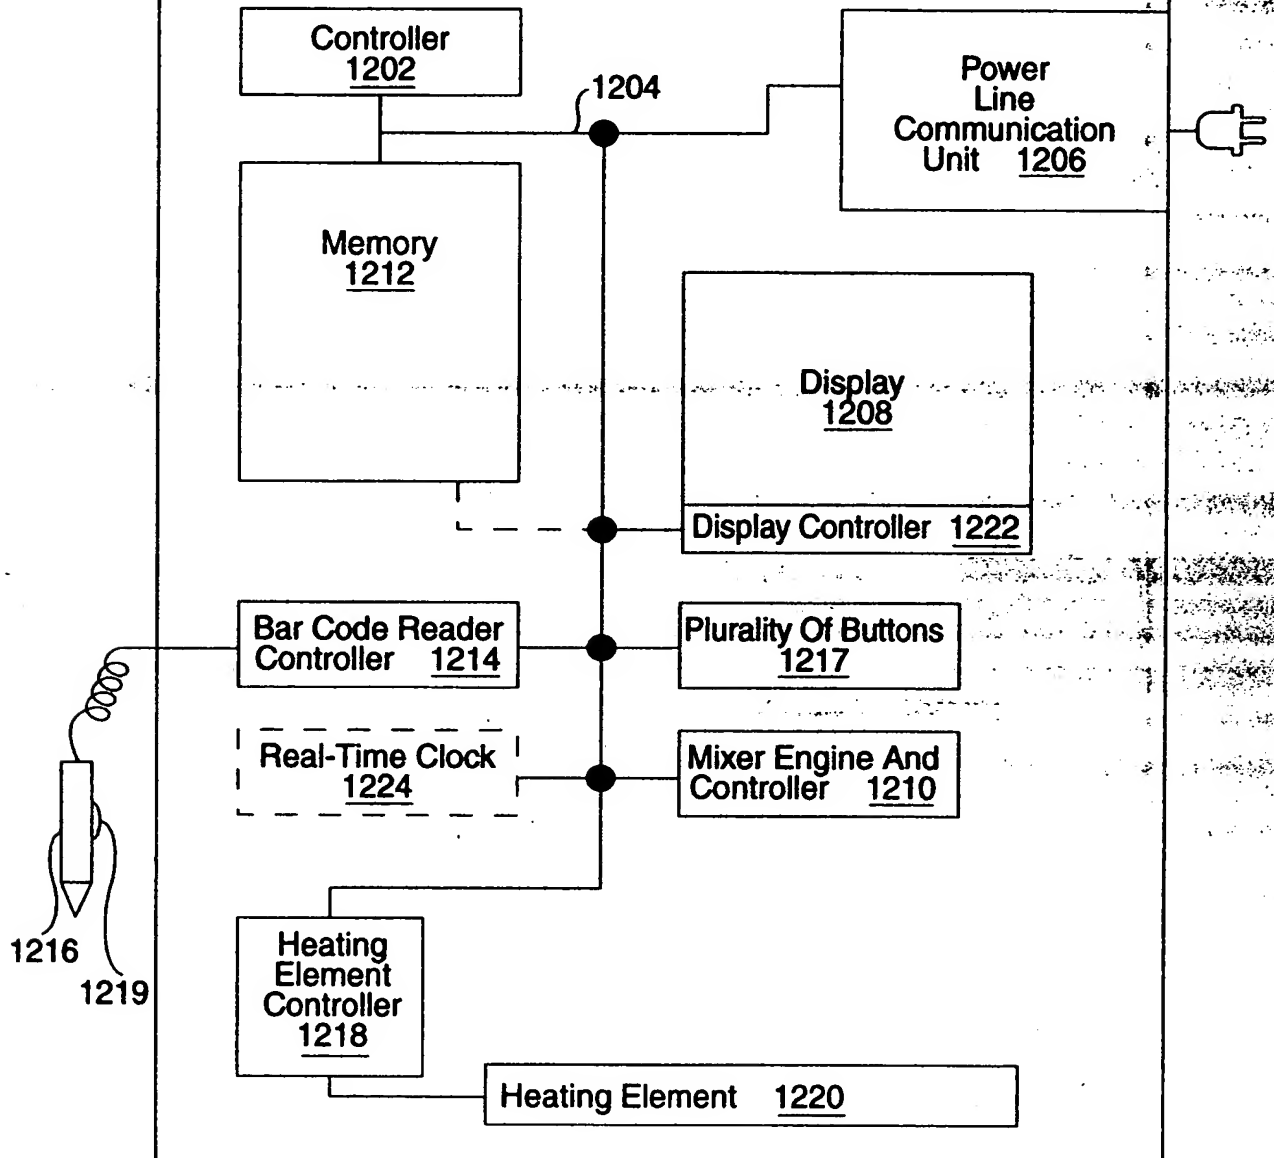 Controller
1202
1204
Power
Line
Communication
Unit 1206
Memory
1212
Display
1208
Display Controller 1222
Bar Code Reader
Controller 1214
Plurality Of Buttons
1217
Real-Time Clock
1224
Mixer Engine And
Controller 1210
1216
1219
Heating
Element
Controller
1218
Heating Element 1220